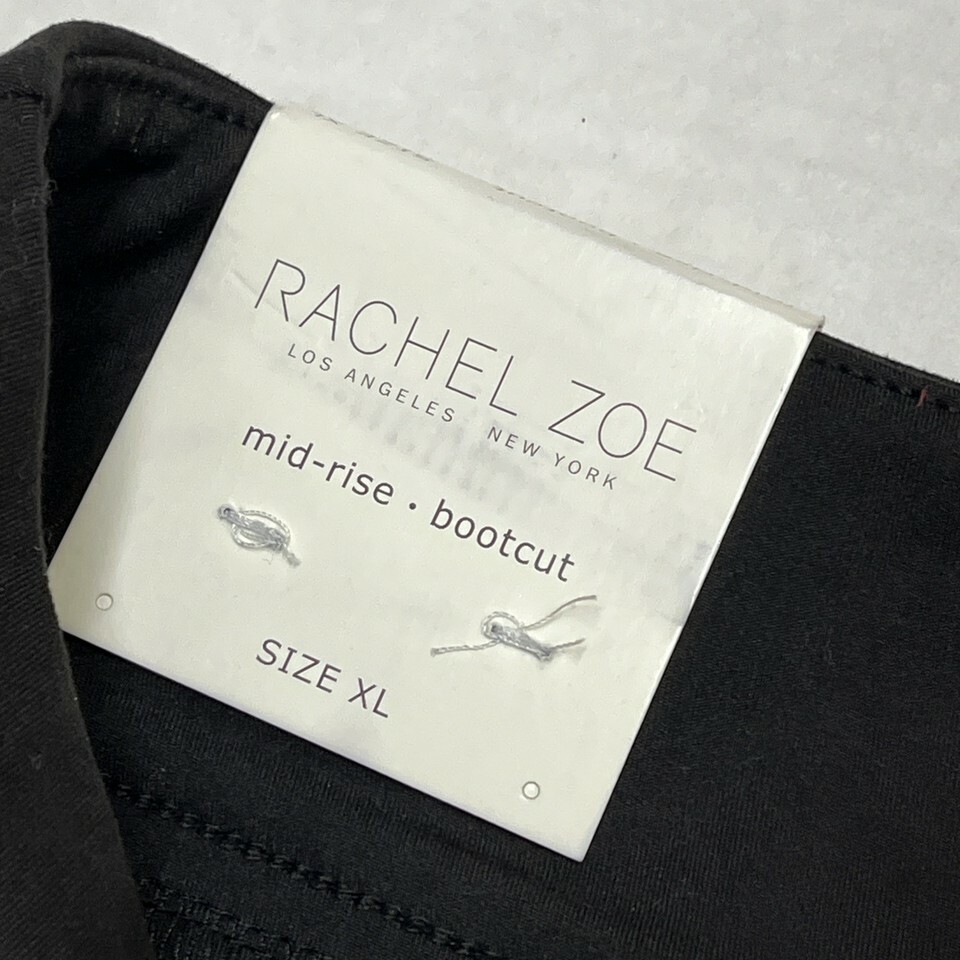 RACHEL ZOE
LOS ANGELES NEW YORK
mid-rise • bootcut
SIZE XL